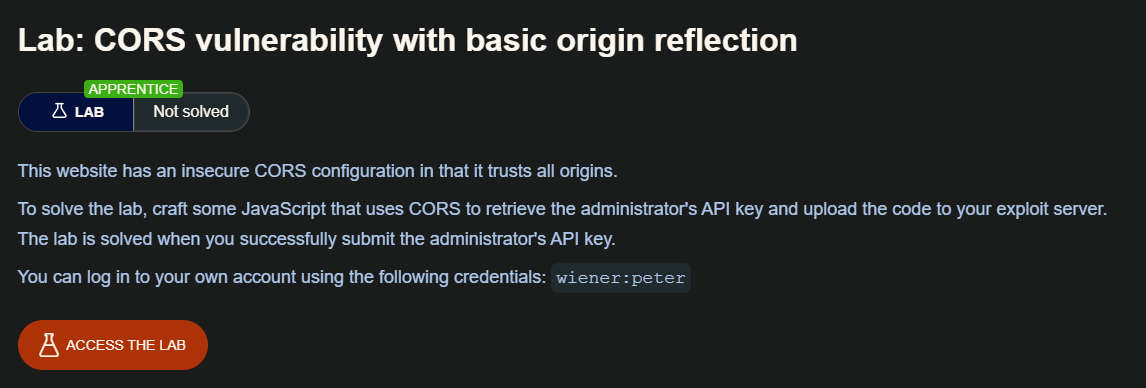 Lab: CORS vulnerability with basic origin reflection
APPRENTICE
LAB Not solved
This website has an insecure CORS configuration in that it trusts all origins.
To solve the lab, craft some JavaScript that uses CORS to retrieve the administrator's API key and upload the code to your exploit server.
The lab is solved when you successfully submit the administrator's API key.
You can log in to your own account using the following credentials: wiener:peter
ACCESS THE LAB